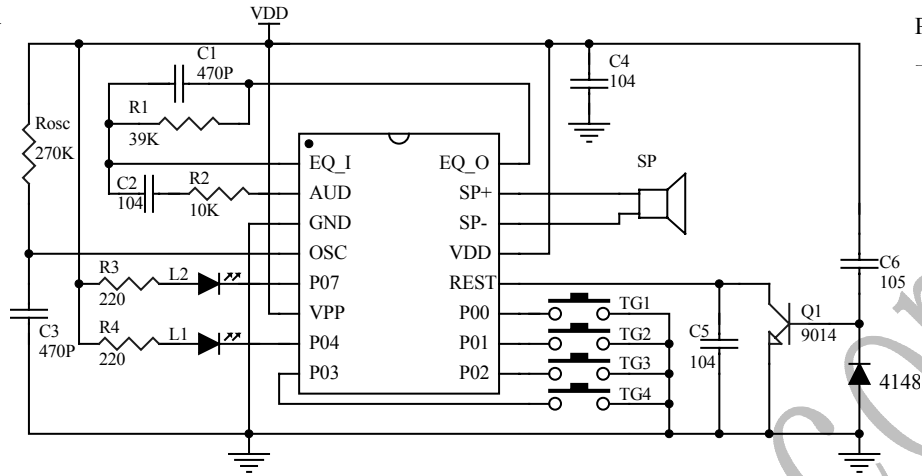 VDD
C1
470P
R1
39K
C2
104
R2
10K
Rosc
270K
C3
470P
R3
220
L2
R4
220
L1
EQ_I
AUD
GND
OSC
P07
VPP
P04
P03
EQ_O
SP+
SP-
VDD
REST
P00
P01
P02
C4
104
SP
TG1
TG2
TG3
TG4
C5
104
Q1
9014
C6
105
4148